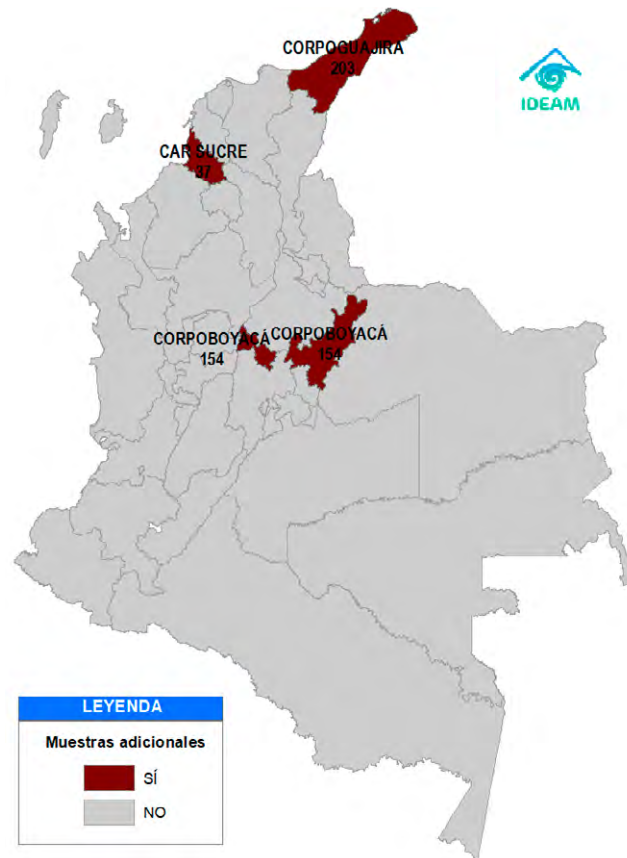 CORPOGUAJIRA
203
IDEAM
CAR SUCRE
37
CORPOBOYACÁ
154
CORPOBOYACÁ
154
LEYENDA
Muestras adicionales
SÍ
NO